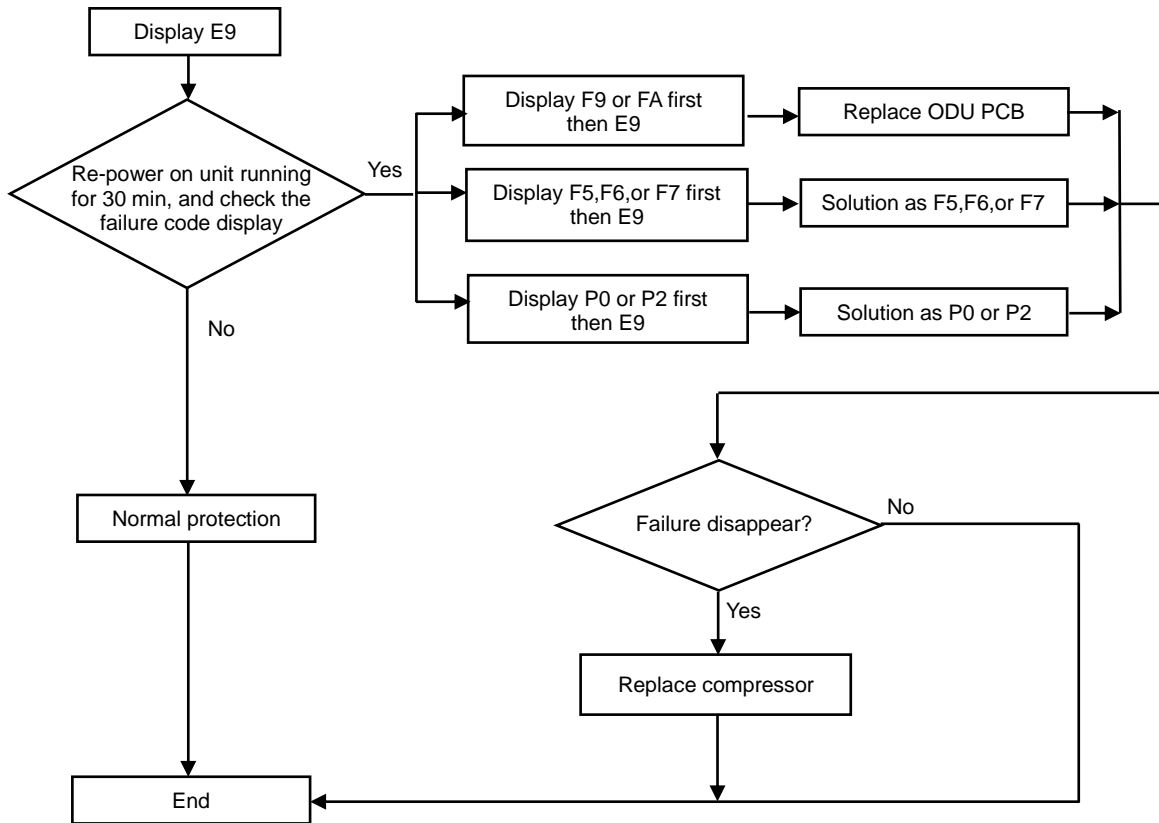 Display E9
Re-power on unit running
for 30 min, and check the
failure code display
Yes
No
Display F9 or FA first
then E9
Replace ODU PCB
Display F5,F6,or F7 first
then E9
Solution as F5,F6,or F7
Display P0 or P2 first
then E9
Solution as P0 or P2
Normal protection
Failure disappear?
No
Yes
Replace compressor
End